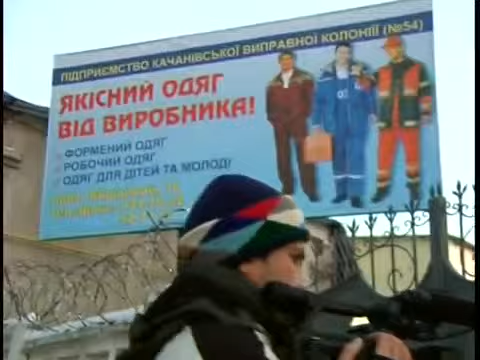 ПІДПРИЄМСТВО КАЧАНІВСЬКОЇ ВИПРАВНОЇ КОЛОНІЇ (№54)
ЯКІСНИЙ ОДЯГ
ВІД ВИРОБНИКА!
ФОРМЕНИЙ ОДЯГ
РОБОЧИЙ ОДЯГ
ОДЯГ ДЛЯ ДІТЕЙ ТА МОЛОДІ